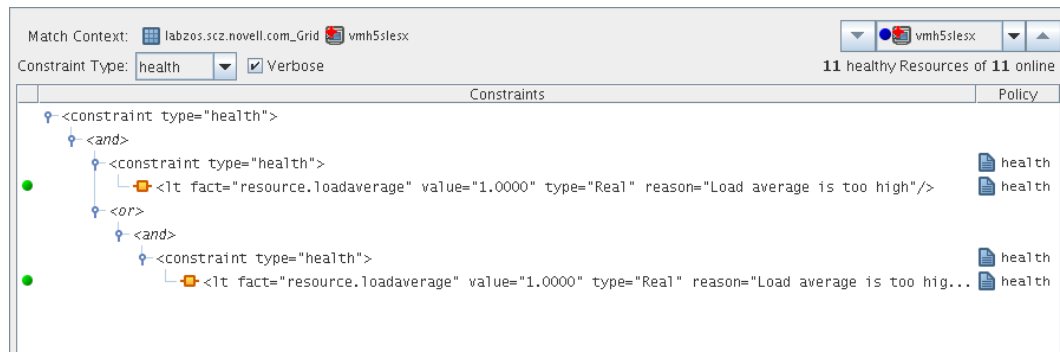 Match Context: labzos.scz.novell.com_Grid vmh5slesx vmh5slesx
Constraint Type: health Verbose 11 healthy Resources of 11 online
Constraints Policy
<constraint type="health">
<and>
<constraint type="health"> health
<lt fact="resource.loadaverage" value="1.0000" type="Real" reason="Load average is too high"/> health
<or>
<and>
<constraint type="health"> health
<lt fact="resource.loadaverage" value="1.0000" type="Real" reason="Load average is too hig... health